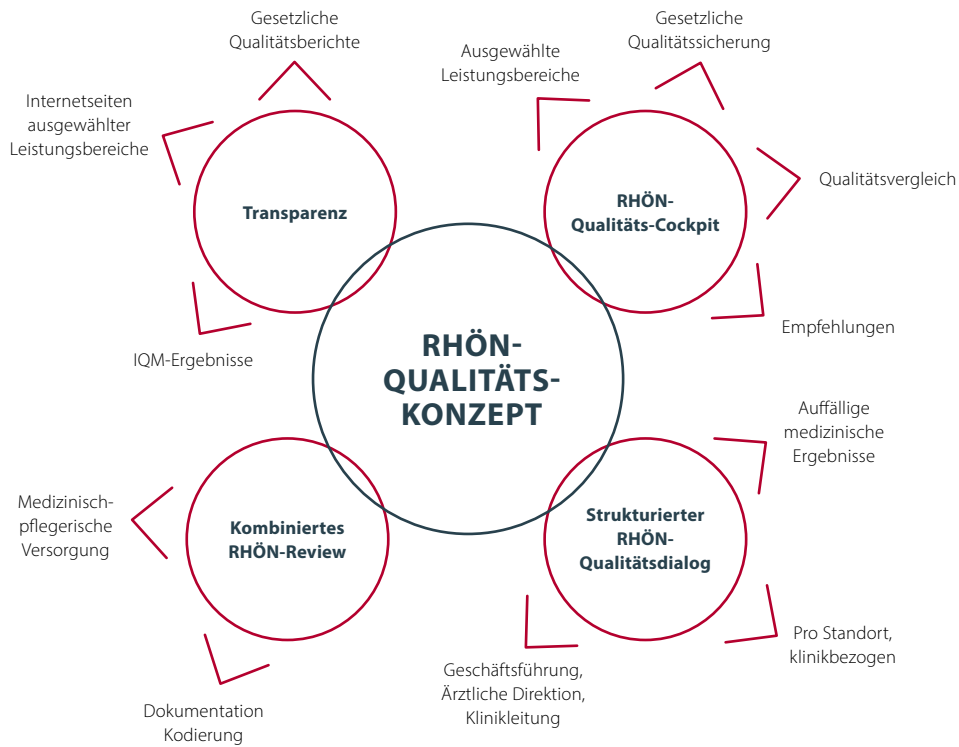 Gesetzliche
Qualitätsberichte
Internetseiten
ausgewählter
Leistungsbereiche
Transparenz
IQM-Ergebnisse
Ausgewählte
Leistungsbereiche
Gesetzliche
Qualitätssicherung
RHÖN-
Qualitäts-Cockpit
Qualitätsvergleich
Empfehlungen
RHÖN-
QUALITÄTS-
KONZEPT
Medizinisch-
pflegerische
Versorgung
Kombiniertes
RHÖN-Review
Dokumentation
Kodierung
Auffällige
medizinische
Ergebnisse
Strukturierter
RHÖN-
Qualitätsdialog
Geschäftsführung,
Ärztliche Direktion,
Klinikleitung
Pro Standort,
klinikbezogen